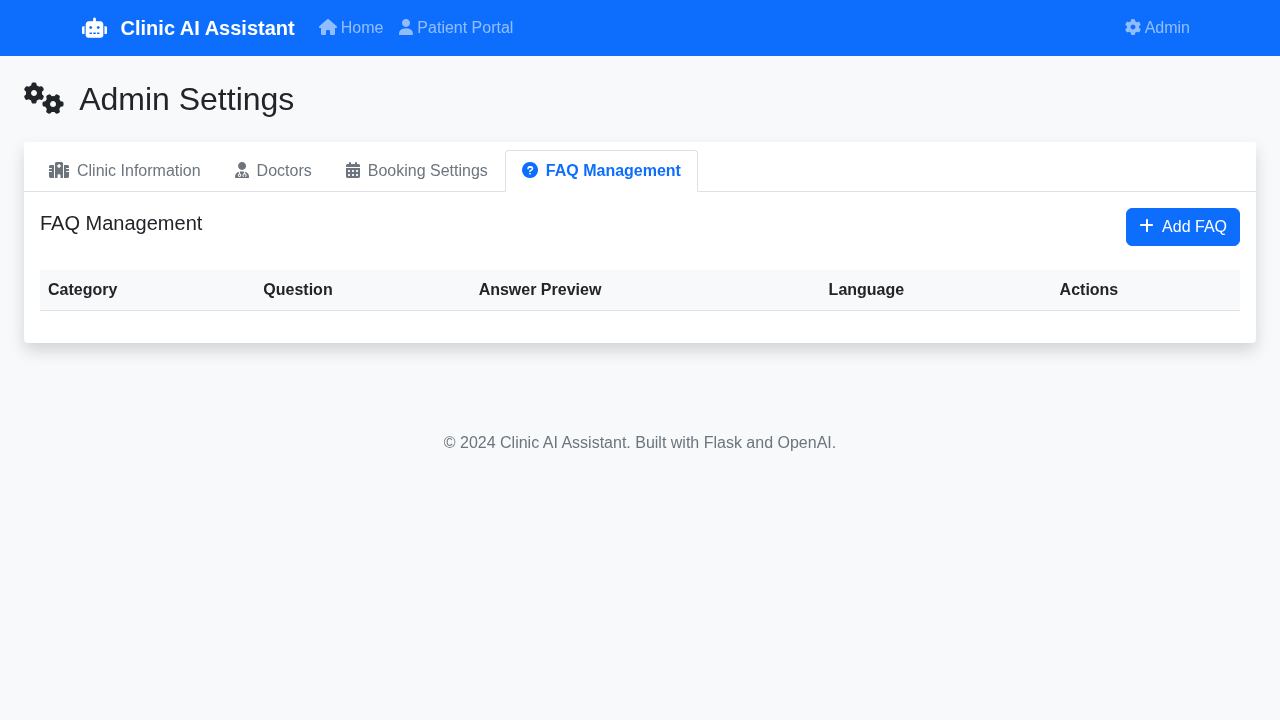 Clinic AI Assistant Home Patient Portal Admin
Admin Settings
Clinic Information Doctors Booking Settings FAQ Management
FAQ Management Add FAQ
Category Question Answer Preview Language Actions
© 2024 Clinic AI Assistant. Built with Flask and OpenAI.